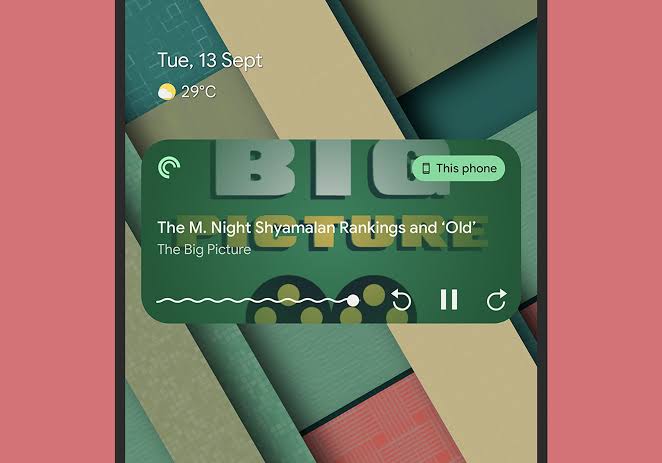 Tue, 13 Sept
29°C
BIG
This phone
PICTURE
The M. Night Shyamalan Rankings and ‘Old’
The Big Picture